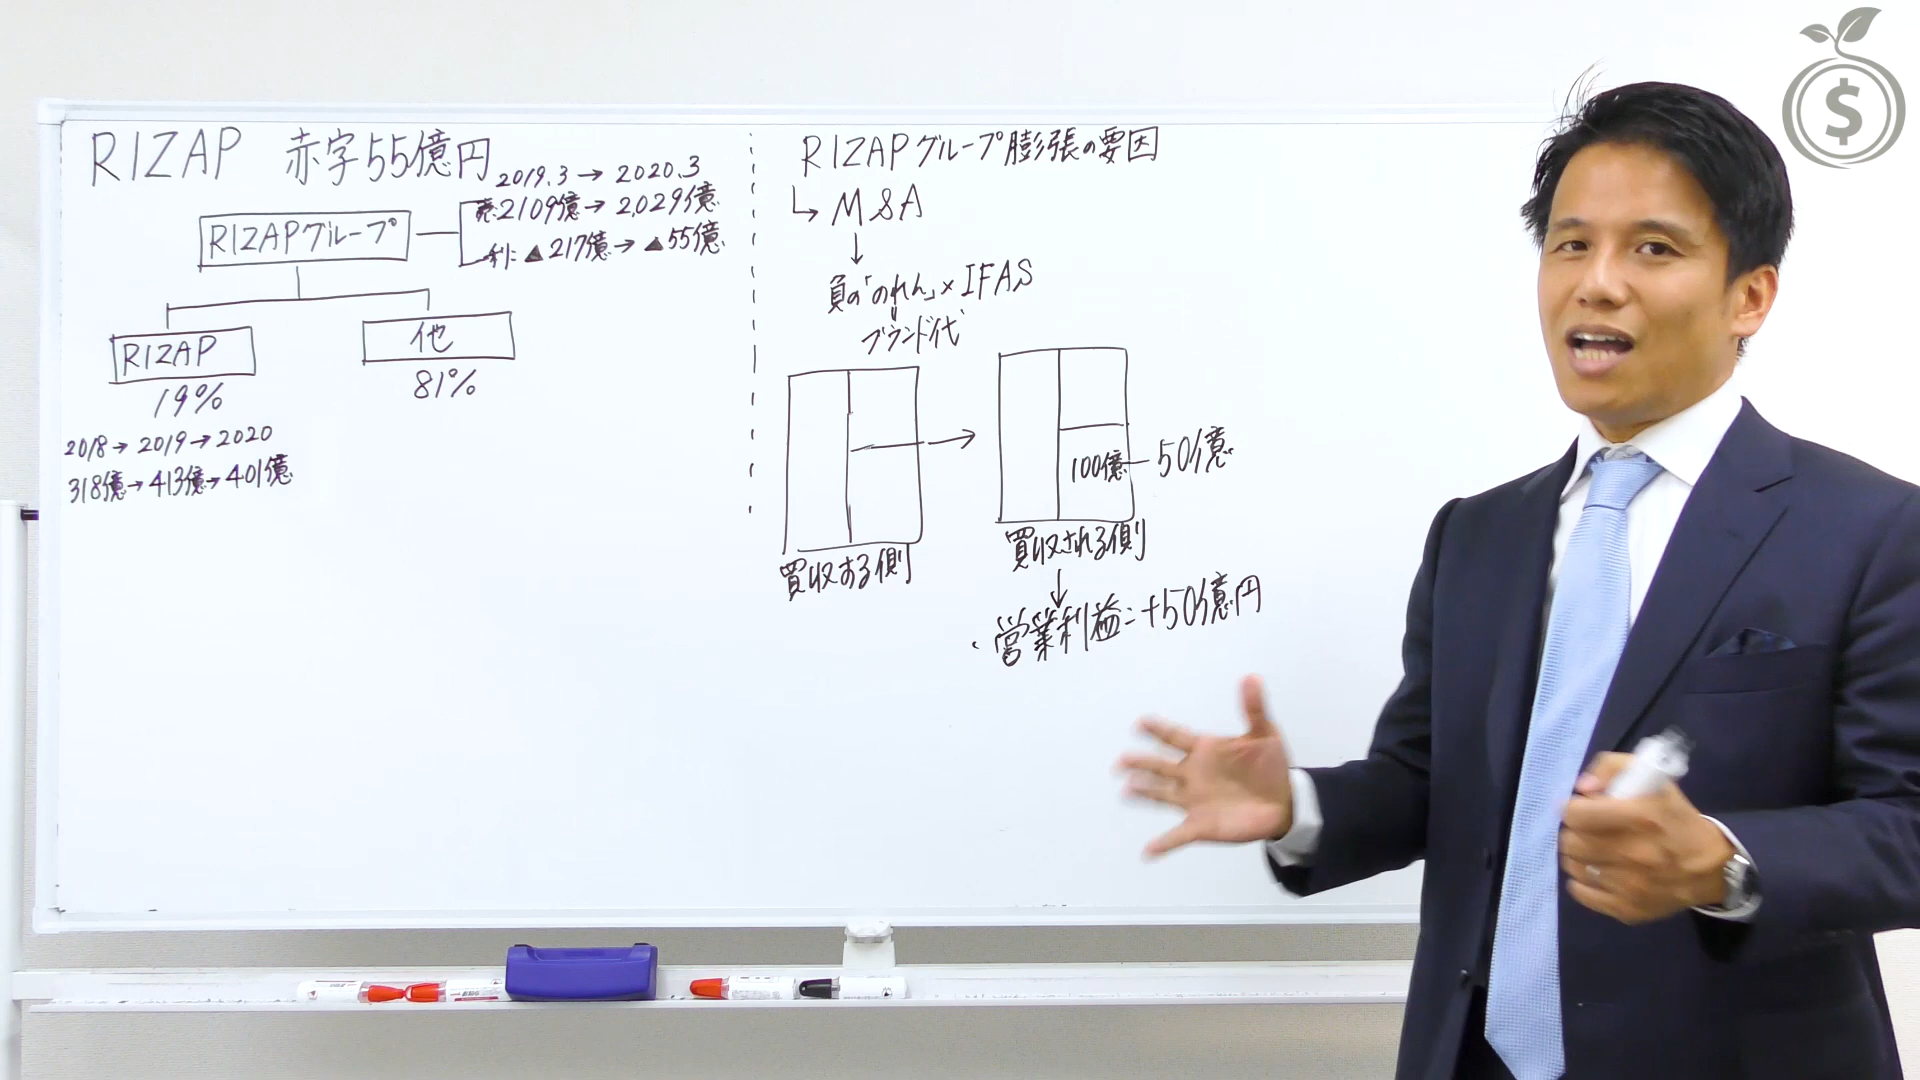 RIZAP 赤字55億円
2019.3→2020.3
売2109億→2,029億
利:▲217億→▲55億
RIZAPグループ
RIZAP
他
19%
81%
2018→2019→2020
318億→413億→401億
RIZAPグループ膨張の要因
↳M&A
↓
負の「のれん」×IFAS
〃
ブランド代
→
100億
50億
買収する側
買収される側
↓
・営業利益:+50億円
$